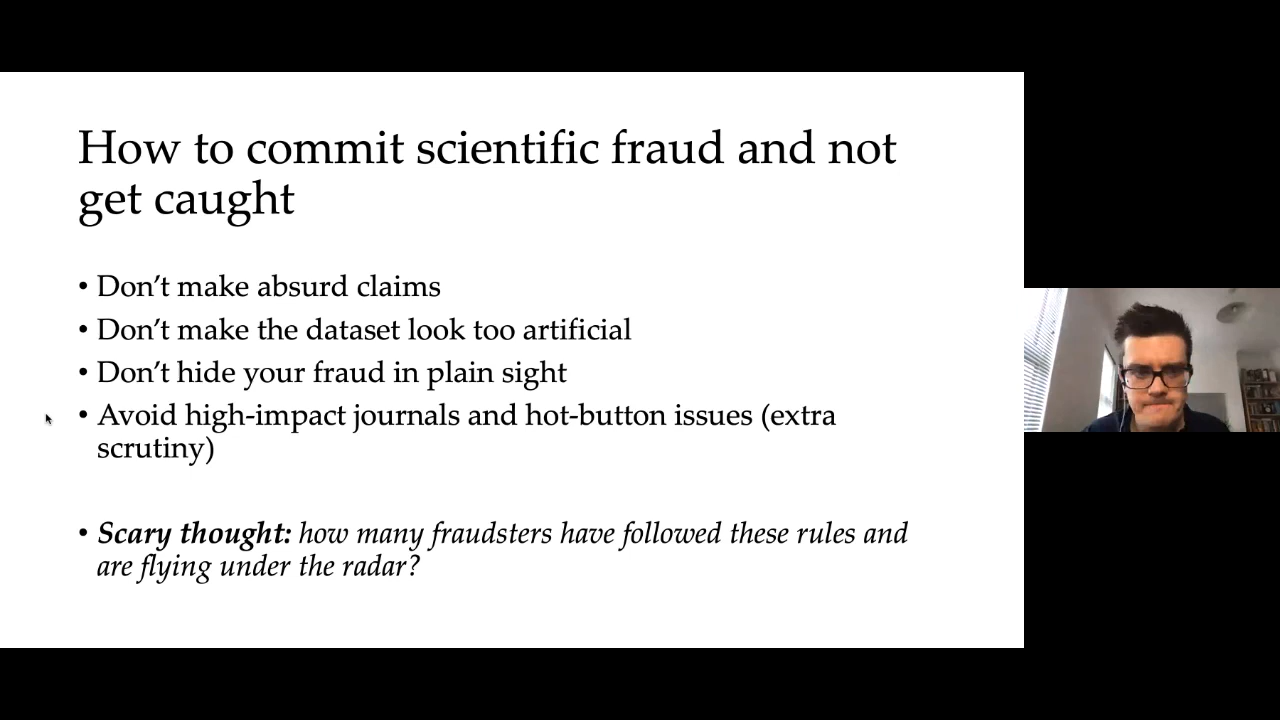 How to commit scientific fraud and not
get caught
• Don’t make absurd claims
• Don’t make the dataset look too artificial
• Don’t hide your fraud in plain sight
• Avoid high-impact journals and hot-button issues (extra
scrutiny)
• Scary thought: how many fraudsters have followed these rules and
are flying under the radar?